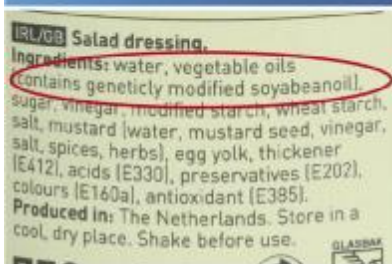 IRL/GB Salad dressing.
Ingredients: water, vegetable oils
(contains geneticly modified soyabeanoil),
sugar, vinegar, modified starch, wheat starch,
salt, mustard (water, mustard seed, vinegar,
salt, spices, herbs), egg yolk, thickener
(E412), acids (E330), preservatives (E202),
colours (E160a), antioxidant (E385).
Produced in: The Netherlands. Store in a
cool, dry place. Shake before use.
GLASBAK